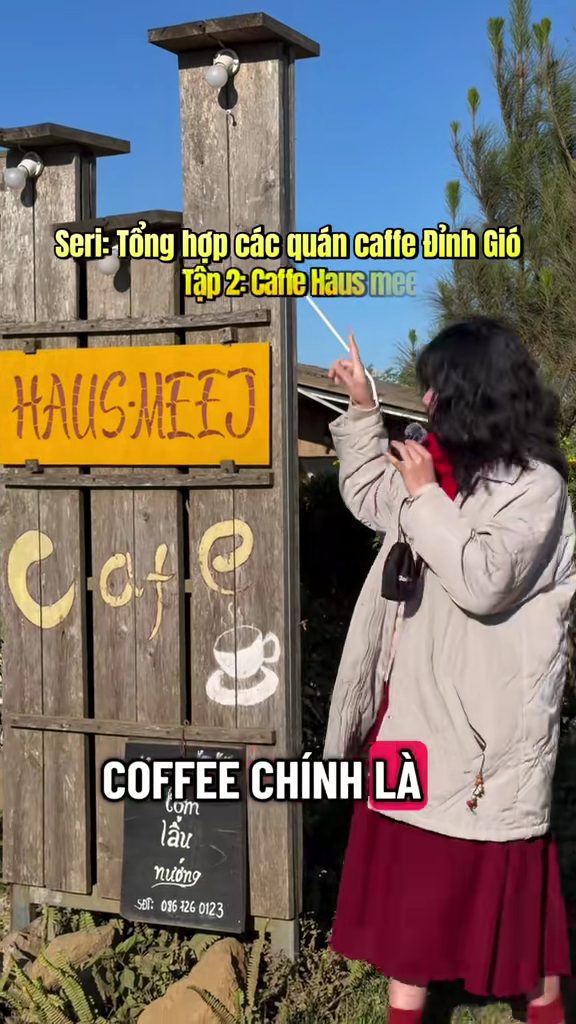 Seri: Tổng hợp các quán caffe Đỉnh Gió
Tập 2: Caffe Haus mee
HAUS·MEEJ
Cafe
COFFEE CHÍNH LÀ
cơm
lẩu
nướng
SĐT: 086 726 0123